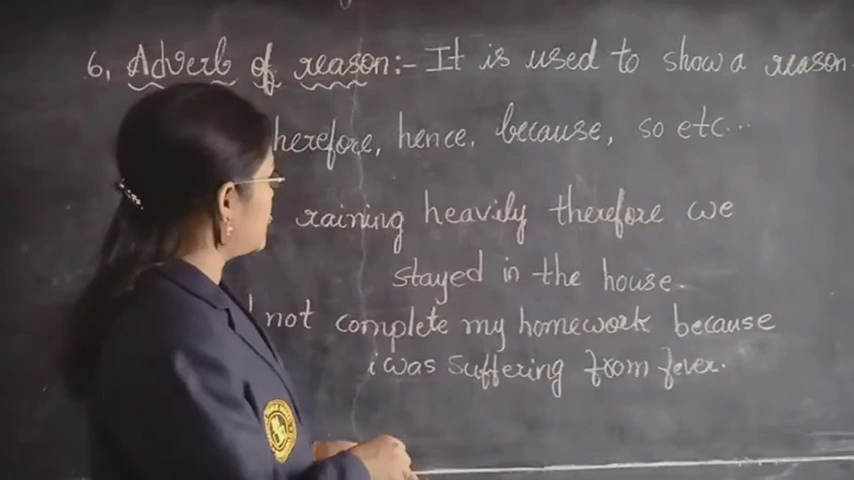 6, Adverb of reason:- It is used to show a reason.
herefore, hence, because, so etc...
raining heavily therefore we
stayed in the house.
not complete my homework because
i was suffering from fever.